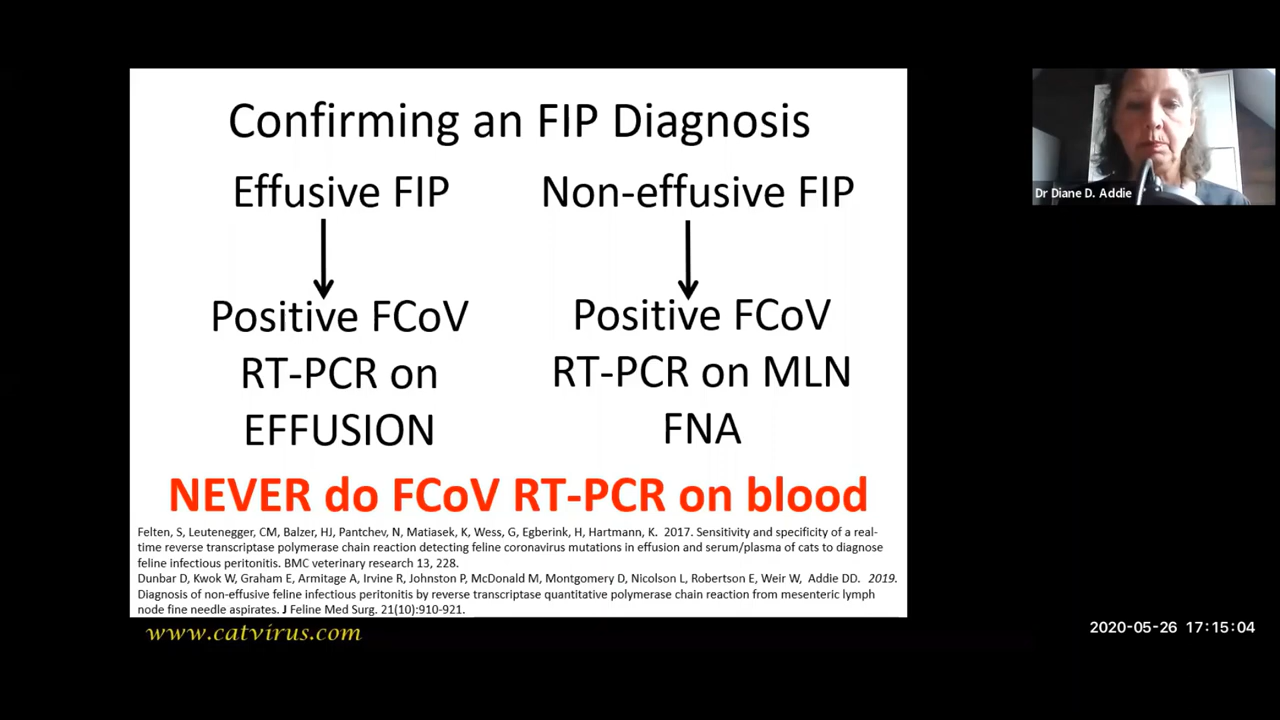 Confirming an FIP Diagnosis
Effusive FIP
Non-effusive FIP
Positive FCoV
RT-PCR on
EFFUSION
Positive FCoV
RT-PCR on MLN
FNA
NEVER do FCoV RT-PCR on blood
Felten, S, Leutenegger, CM, Balzer, HJ, Pantchev, N, Matiasek, K, Wess, G, Egberink, H, Hartmann, K. 2017. Sensitivity and specificity of a real-
time reverse transcriptase polymerase chain reaction detecting feline coronavirus mutations in effusion and serum/plasma of cats to diagnose
feline infectious peritonitis. BMC veterinary research 13, 228.
Dunbar D, Kwok W, Graham E, Armitage A, Irvine R, Johnston P, McDonald M, Montgomery D, Nicolson L, Robertson E, Weir W, Addie DD. 2019.
Diagnosis of non-effusive feline infectious peritonitis by reverse transcriptase quantitative polymerase chain reaction from mesenteric lymph
node fine needle aspirates. J Feline Med Surg. 21(10):910-921.
www.catvirus.com
Dr Diane D. Addie
2020-05-26 17:15:04